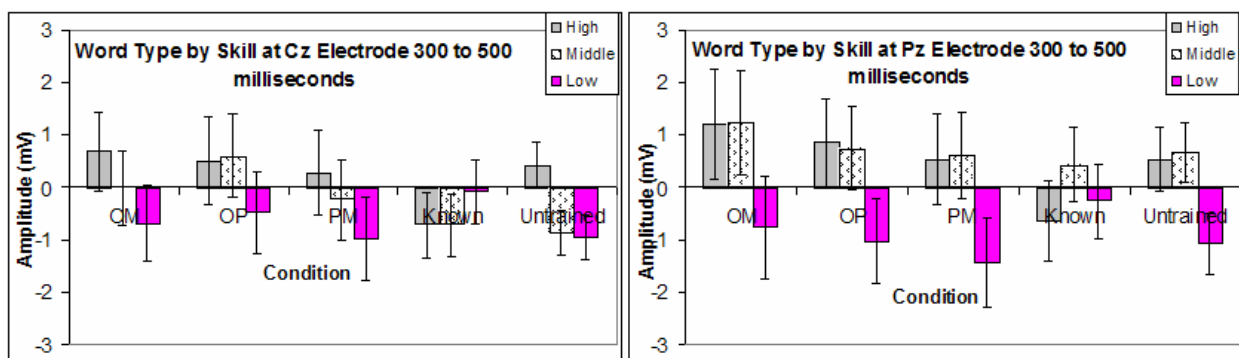 Word Type by Skill at Cz Electrode 300 to 500
milliseconds
High
Middle
Low
Amplitude (mV)
3
2
1
0
-1
-2
-3
OM
OP
PM
Known
Untrained
Condition
Word Type by Skill at Pz Electrode 300 to 500
milliseconds
High
Middle
Low
Amplitude (mV)
3
2
1
0
-1
-2
-3
OM
OP
PM
Known
Untrained
Condition